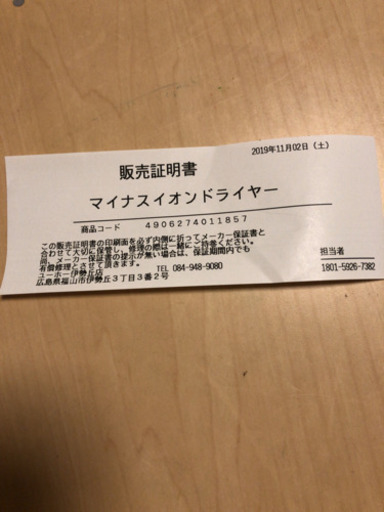 2019年11月02日 (土)
販売証明書
マイナスイオンドライヤー
商品コード 4906274011857
この販売証明書の印刷面を必ず内側に折ってメーカー保証書と
合わせて大切に保管し、修理の際は一緒にご持参ください。
尚、メーカー保証書の提示が無い場合は、保証期間内でも
有償修理とさせて頂きます。
ユーホー伊勢丘店 TEL 084-948-9080
広島県福山市伊勢丘3丁目3番2号
担当者
1801-5926-7382